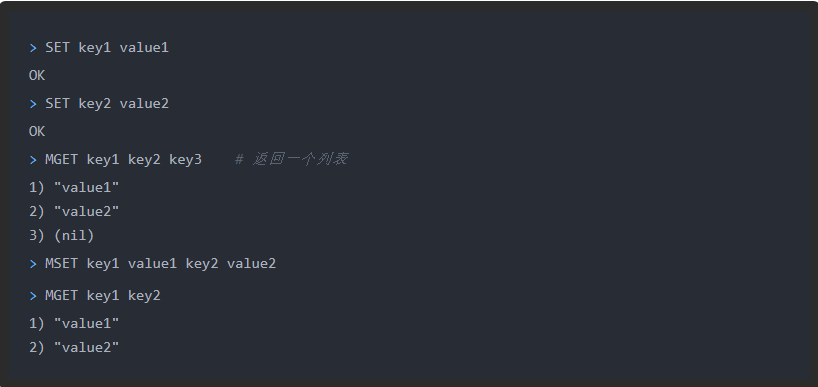 > SET key1 value1
OK
> SET key2 value2
OK
> MGET key1 key2 key3    # 返回一个列表
1) "value1"
2) "value2"
3) (nil)
> MSET key1 value1 key2 value2
> MGET key1 key2
1) "value1"
2) "value2"